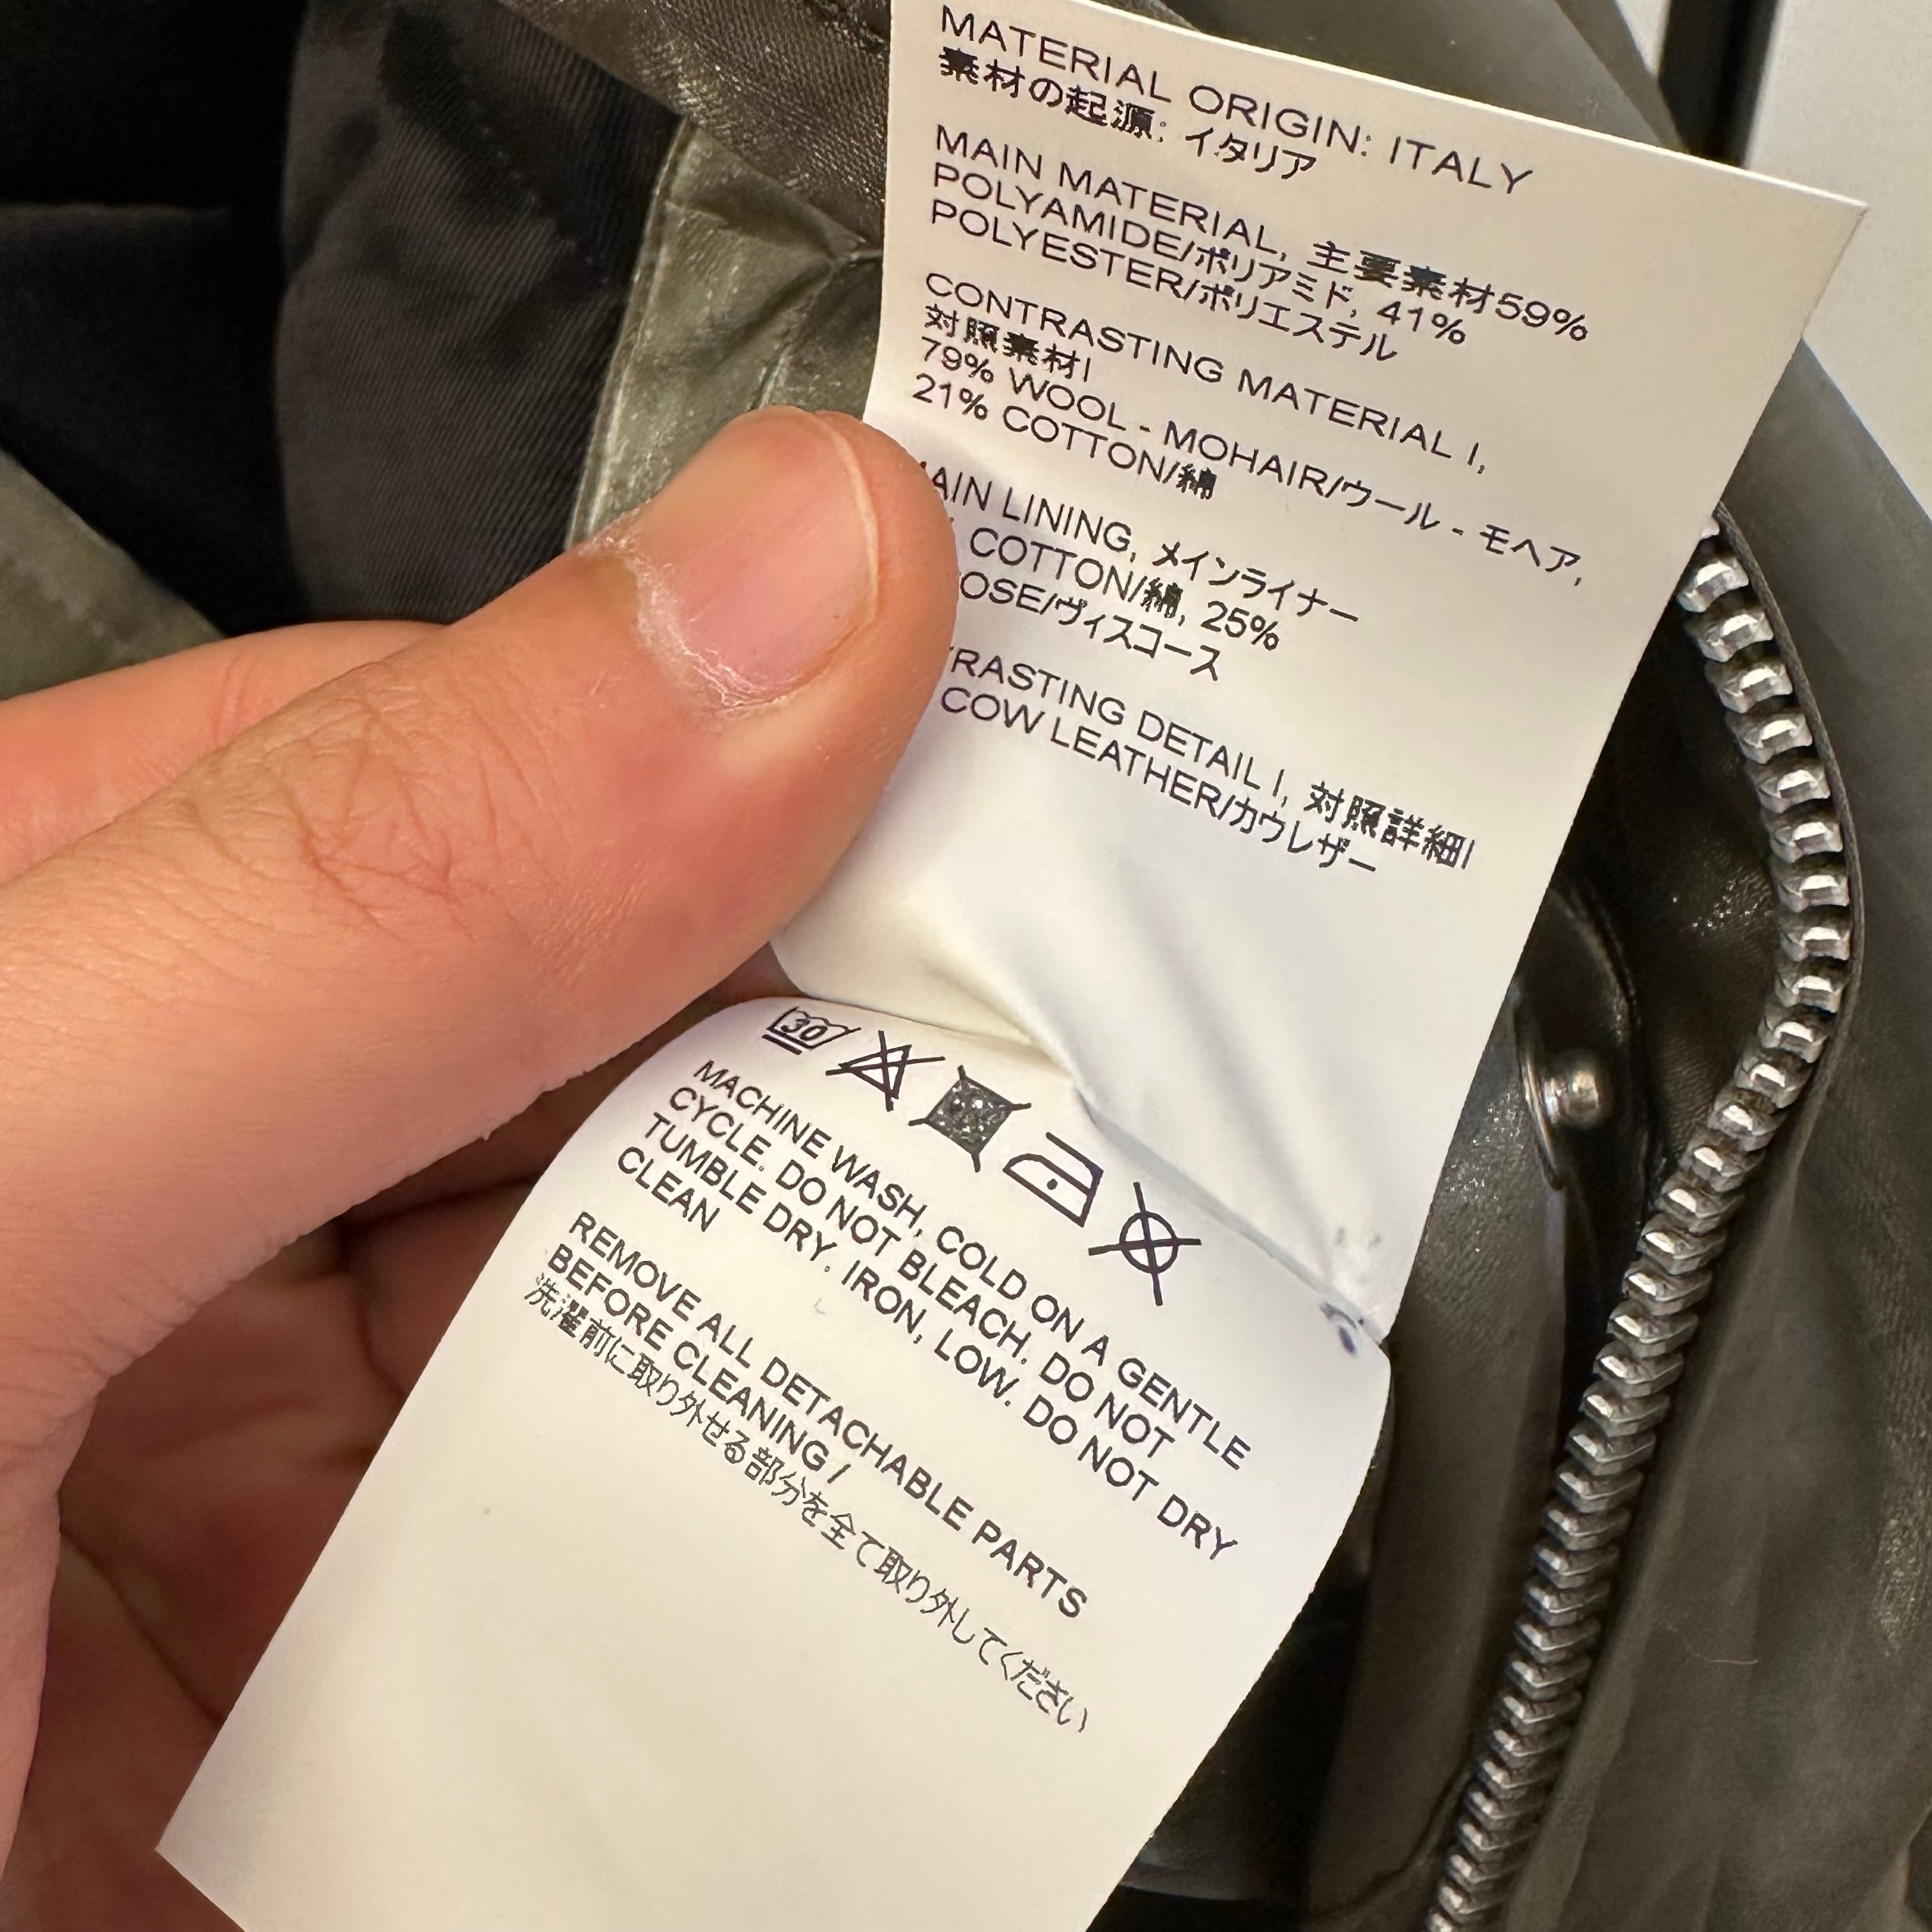 MATERIAL ORIGIN: ITALY
素材の起源: イタリア
MAIN MATERIAL, 主要素材59%
POLYAMIDE/ポリアミド, 41%
POLYESTER/ポリエステル
CONTRASTING MATERIAL I,
対照素材I
79% WOOL - MOHAIR/ウール - モヘア,
21% COTTON/綿
LINING, メインライナー
COTTON/綿, 25%
/ヴィスコース
DETAIL I, 対照詳細I
COW LEATHER/カウレザー
30
MACHINE WASH, COLD ON A GENTLE
CYCLE. DO NOT BLEACH. DO NOT
TUMBLE DRY. IRON, LOW. DO NOT DRY
CLEAN
REMOVE ALL DETACHABLE PARTS
BEFORE CLEANING /
洗濯前に取り外せる部分を全て取り外してください